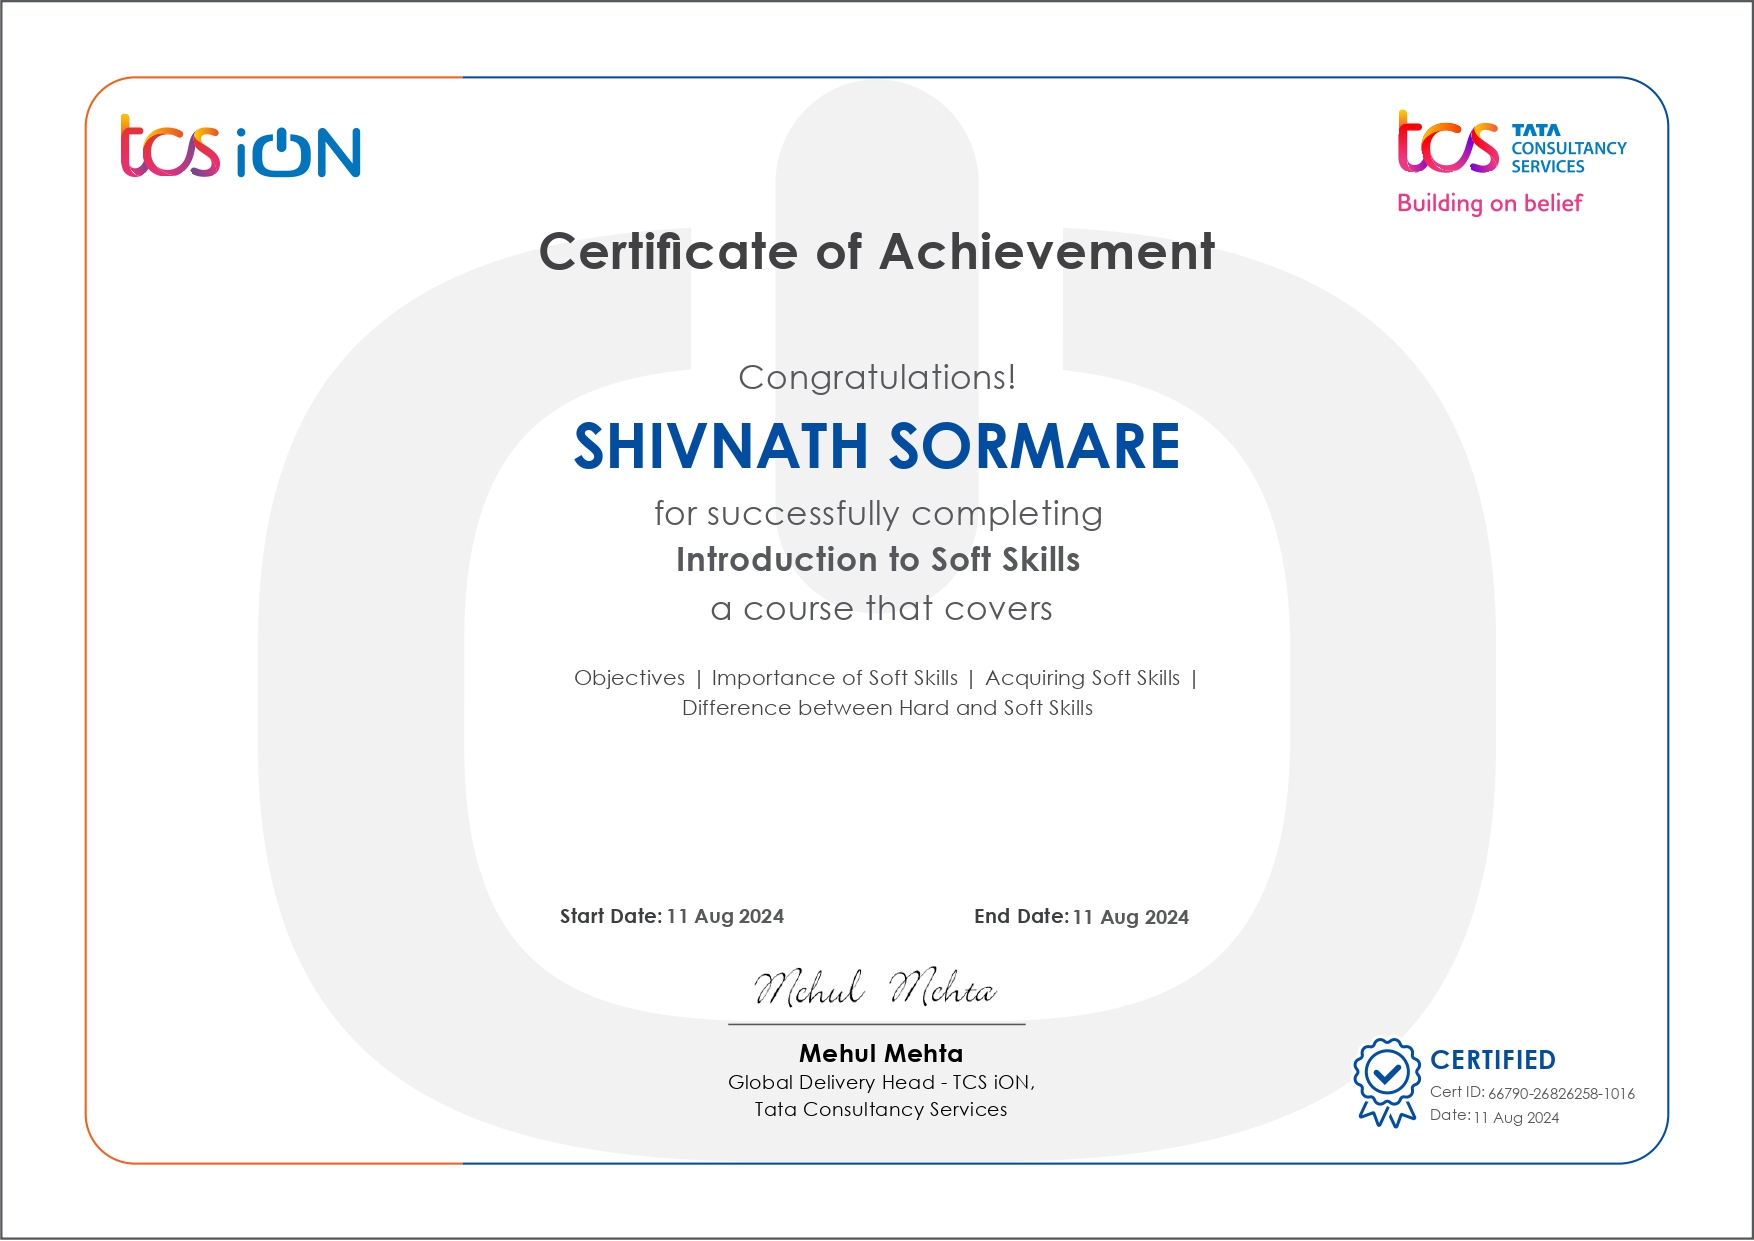 tcs iON
tcs TATA
CONSULTANCY
SERVICES
Building on belief
Certificate of Achievement
Congratulations!
SHIVNATH SORMARE
for successfully completing
Introduction to Soft Skills
a course that covers
Objectives | Importance of Soft Skills | Acquiring Soft Skills |
Difference between Hard and Soft Skills
Start Date: 11 Aug 2024
End Date: 11 Aug 2024
Mehul Mehta
Mehul Mehta
Global Delivery Head - TCS iON,
Tata Consultancy Services
CERTIFIED
Cert ID: 66790-26826258-1016
Date: 11 Aug 2024